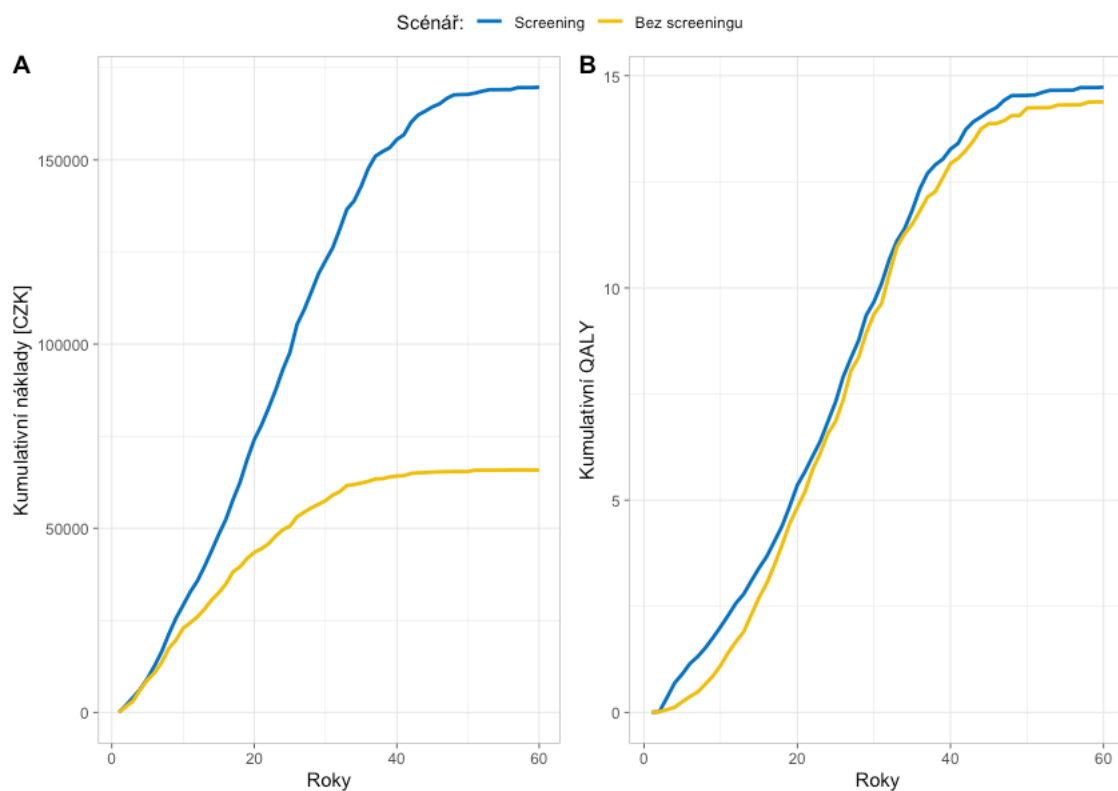 Scénář: Screening Bez screeningu
A
Kumulativní náklady [CZK]
150000
100000
50000
0
0 20 40 60
Roky
B
Kumulativní QALY
15
10
5
0
0 20 40 60
Roky